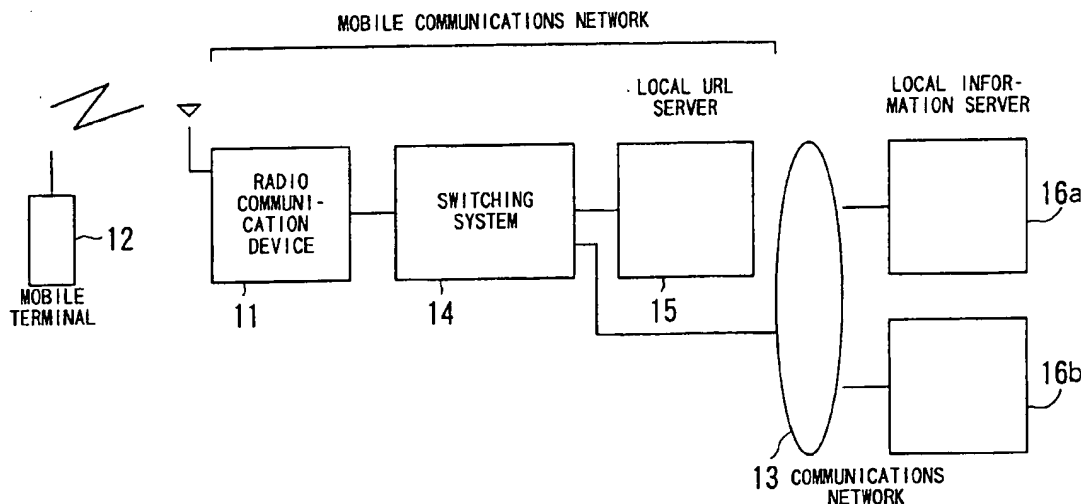 MOBILE COMMUNICATIONS NETWORK
LOCAL URL
SERVER
LOCAL INFOR-
MATION SERVER
RADIO
COMMUNI-
CATION
DEVICE
SWITCHING
SYSTEM
16a
12
MOBILE
TERMINAL
11
14
15
16b
13 COMMUNICATIONS
NETWORK